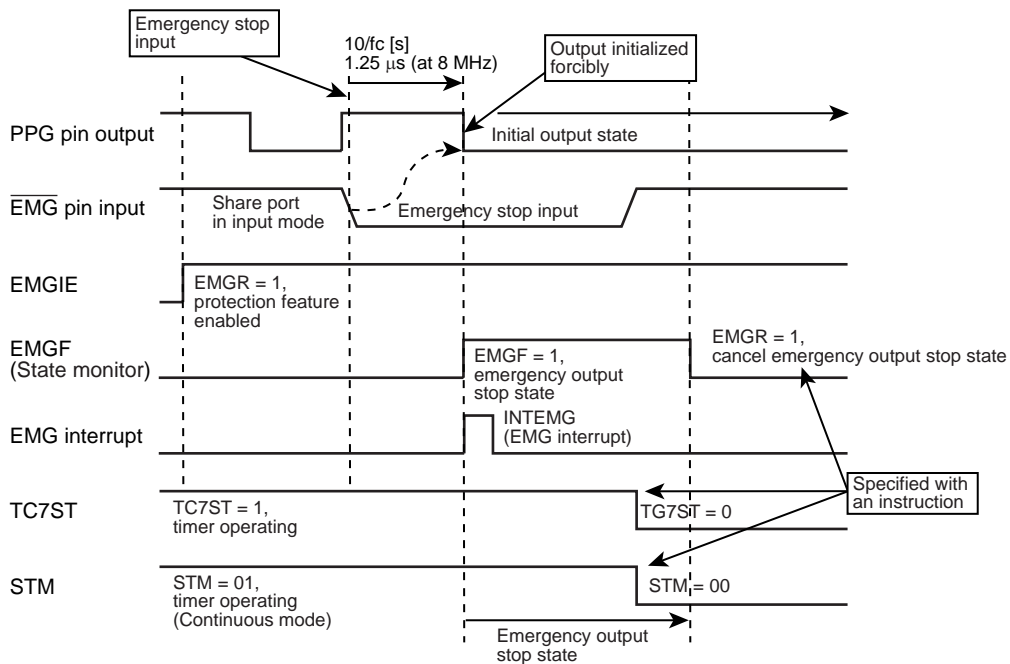 Emergency stop
input
10/fc [s]
1.25 μs (at 8 MHz)
Output initialized
forcibly
PPG pin output
Initial output state
EMG pin input
Share port
in input mode
Emergency stop input
EMGIE
EMGR = 1,
protection feature
enabled
EMGF
(State monitor)
EMGF = 1,
emergency output
stop state
EMGR = 1,
cancel emergency output stop state
EMG interrupt
INTEMG
(EMG interrupt)
Specified with
an instruction
TC7ST
TC7ST = 1,
timer operating
TG7ST = 0
STM
STM = 01,
timer operating
(Continuous mode)
STM = 00
Emergency output
stop state